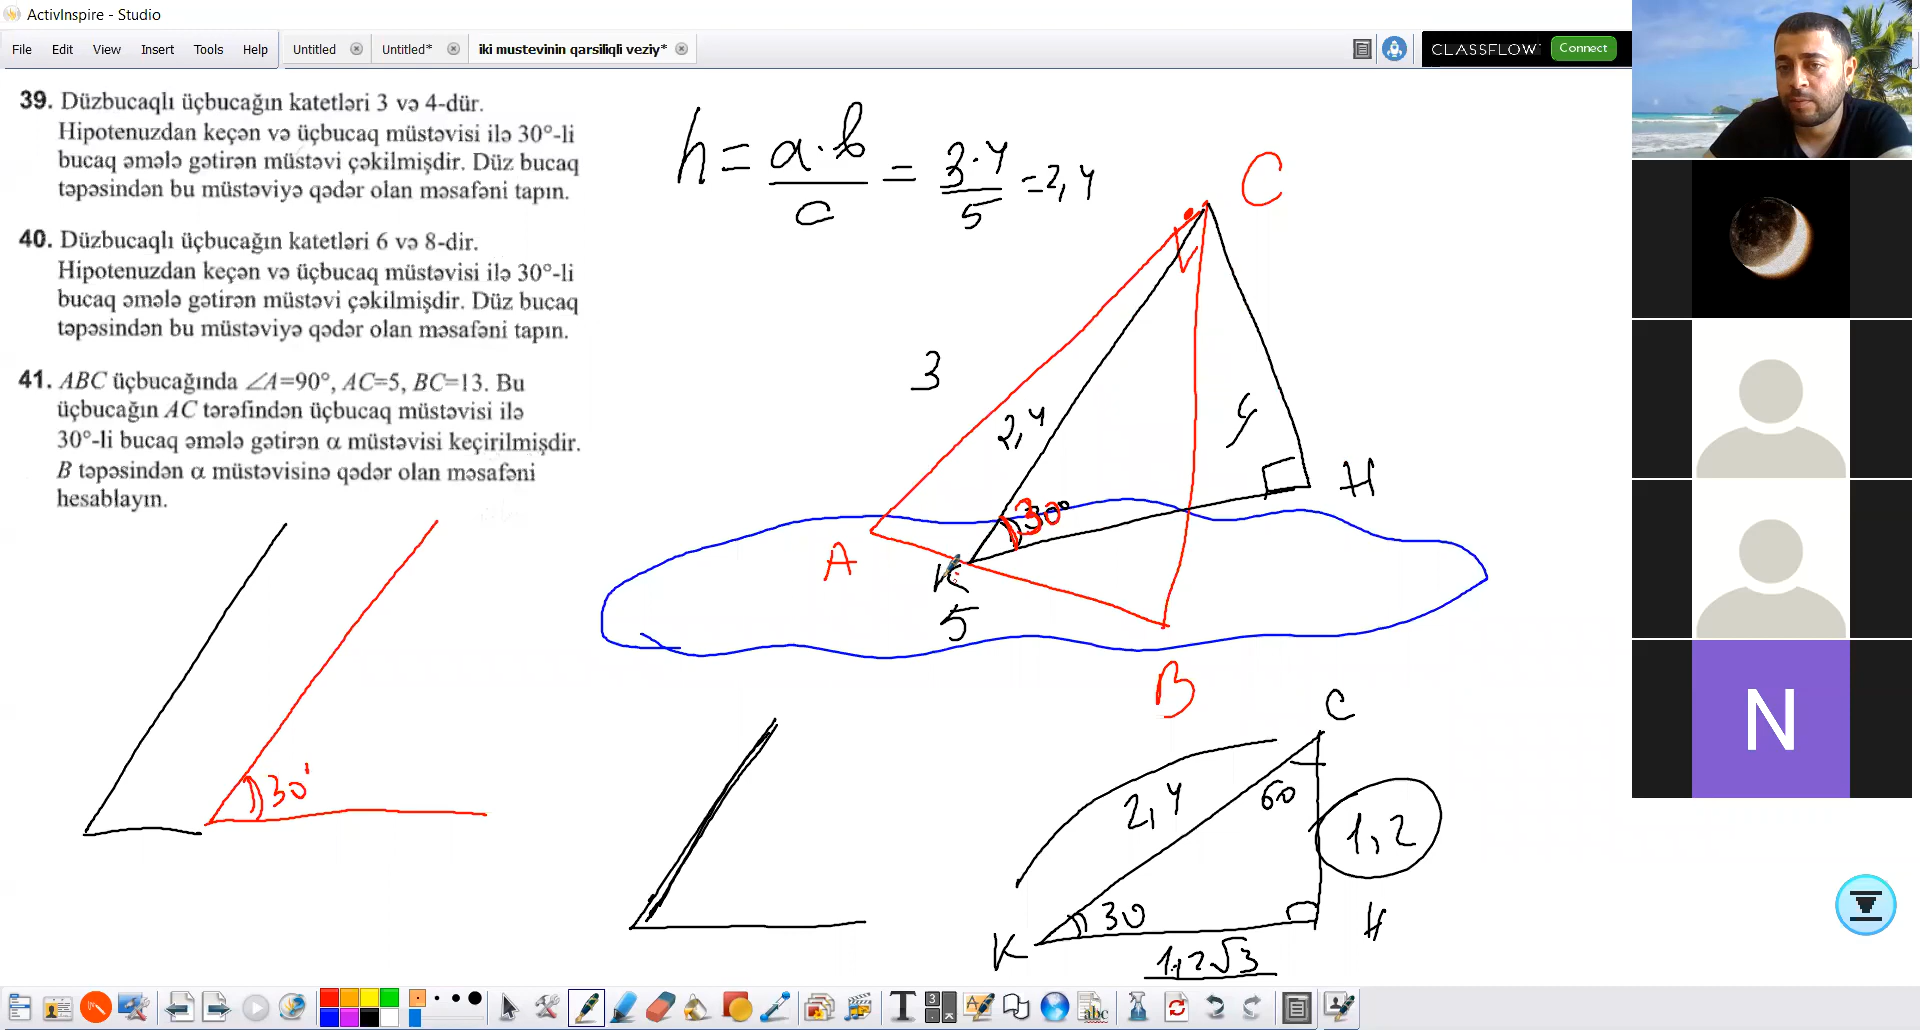 ActivInspire - Studio
File Edit View Insert Tools Help
Untitled Untitled* iki mustevinin qarsiliqli veziy*
CLASSFLOW Connect
39. Düzbucaqlı üçbucağın katetləri 3 və 4-dür.
Hipotenuzdan keçən və üçbucaq müstəvisi ilə 30°-li
bucaq əmələ gətirən müstəvi çəkilmişdir. Düz bucaq
təpəsindən bu müstəviyə qədər olan məsafəni tapın.
40. Düzbucaqlı üçbucağın katetləri 6 və 8-dir.
Hipotenuzdan keçən və üçbucaq müstəvisi ilə 30°-li
bucaq əmələ gətirən müstəvi çəkilmişdir. Düz bucaq
təpəsindən bu müstəviyə qədər olan məsafəni tapın.
41. ABC üçbucağında ∠A=90°, AC=5, BC=13. Bu
üçbucağın AC tərəfindən üçbucaq müstəvisi ilə
30°-li bucaq əmələ gətirən α müstəvisi keçirilmişdir.
B təpəsindən α müstəvisinə qədər olan məsafəni
hesablayın.
h = a·b/c = 3·4/5 = 2,4
C
3
2,4
4
H
30°
A
K
5
B
30°
C
2,4
60
1,2
30
K
H
1,2√3
N